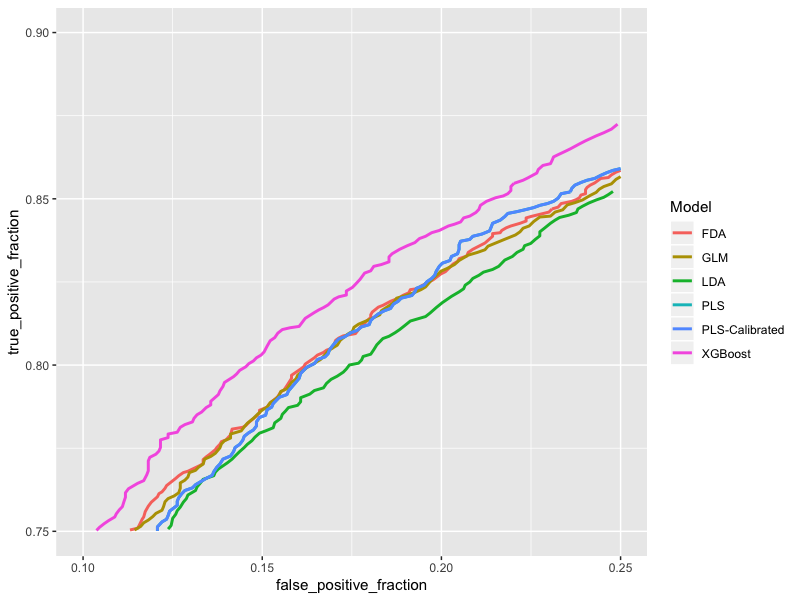 0.90
0.85
0.80
0.75
true_positive_fraction
0.10
0.15
0.20
0.25
false_positive_fraction
Model
FDA
GLM
LDA
PLS
PLS-Calibrated
XGBoost